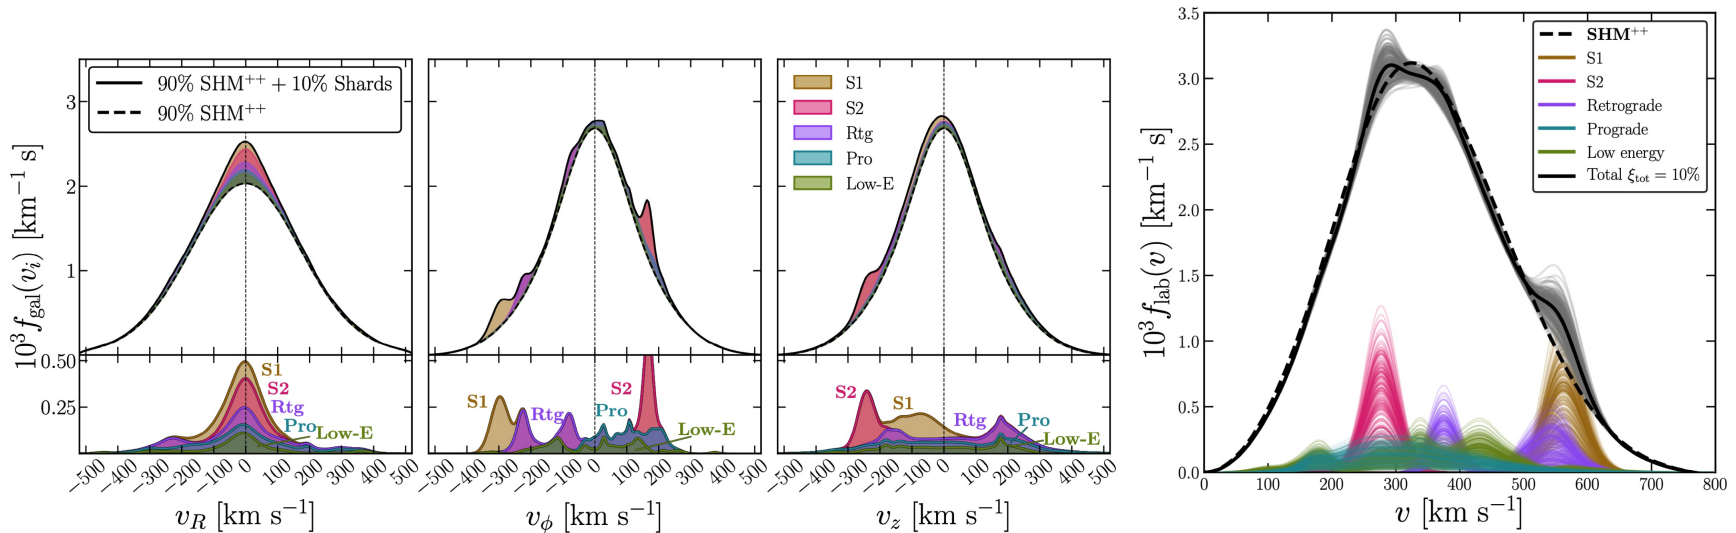 10³ f_gal(v_i) [km⁻¹ s]
3
2
1
0.50
0.25
90% SHM⁺⁺ + 10% Shards
90% SHM⁺⁺
S1
S2
Rtg
Pro
Low-E
−500 −400 −300 −200 −100 0 100 200 300 400 500
v_R [km s⁻¹]
S1
Rtg
Pro
S2
Low-E
−500 −400 −300 −200 −100 0 100 200 300 400 500
v_ϕ [km s⁻¹]
S1
S2
Rtg
Pro
Low-E
S2
S1
Rtg
Pro
Low-E
−500 −400 −300 −200 −100 0 100 200 300 400 500
v_z [km s⁻¹]
10³ f_lab(v) [km⁻¹ s]
3.5
3.0
2.5
2.0
1.5
1.0
0.5
0.0
SHM⁺⁺
S1
S2
Retrograde
Prograde
Low energy
Total ξ_tot = 10%
0 100 200 300 400 500 600 700 800
v [km s⁻¹]